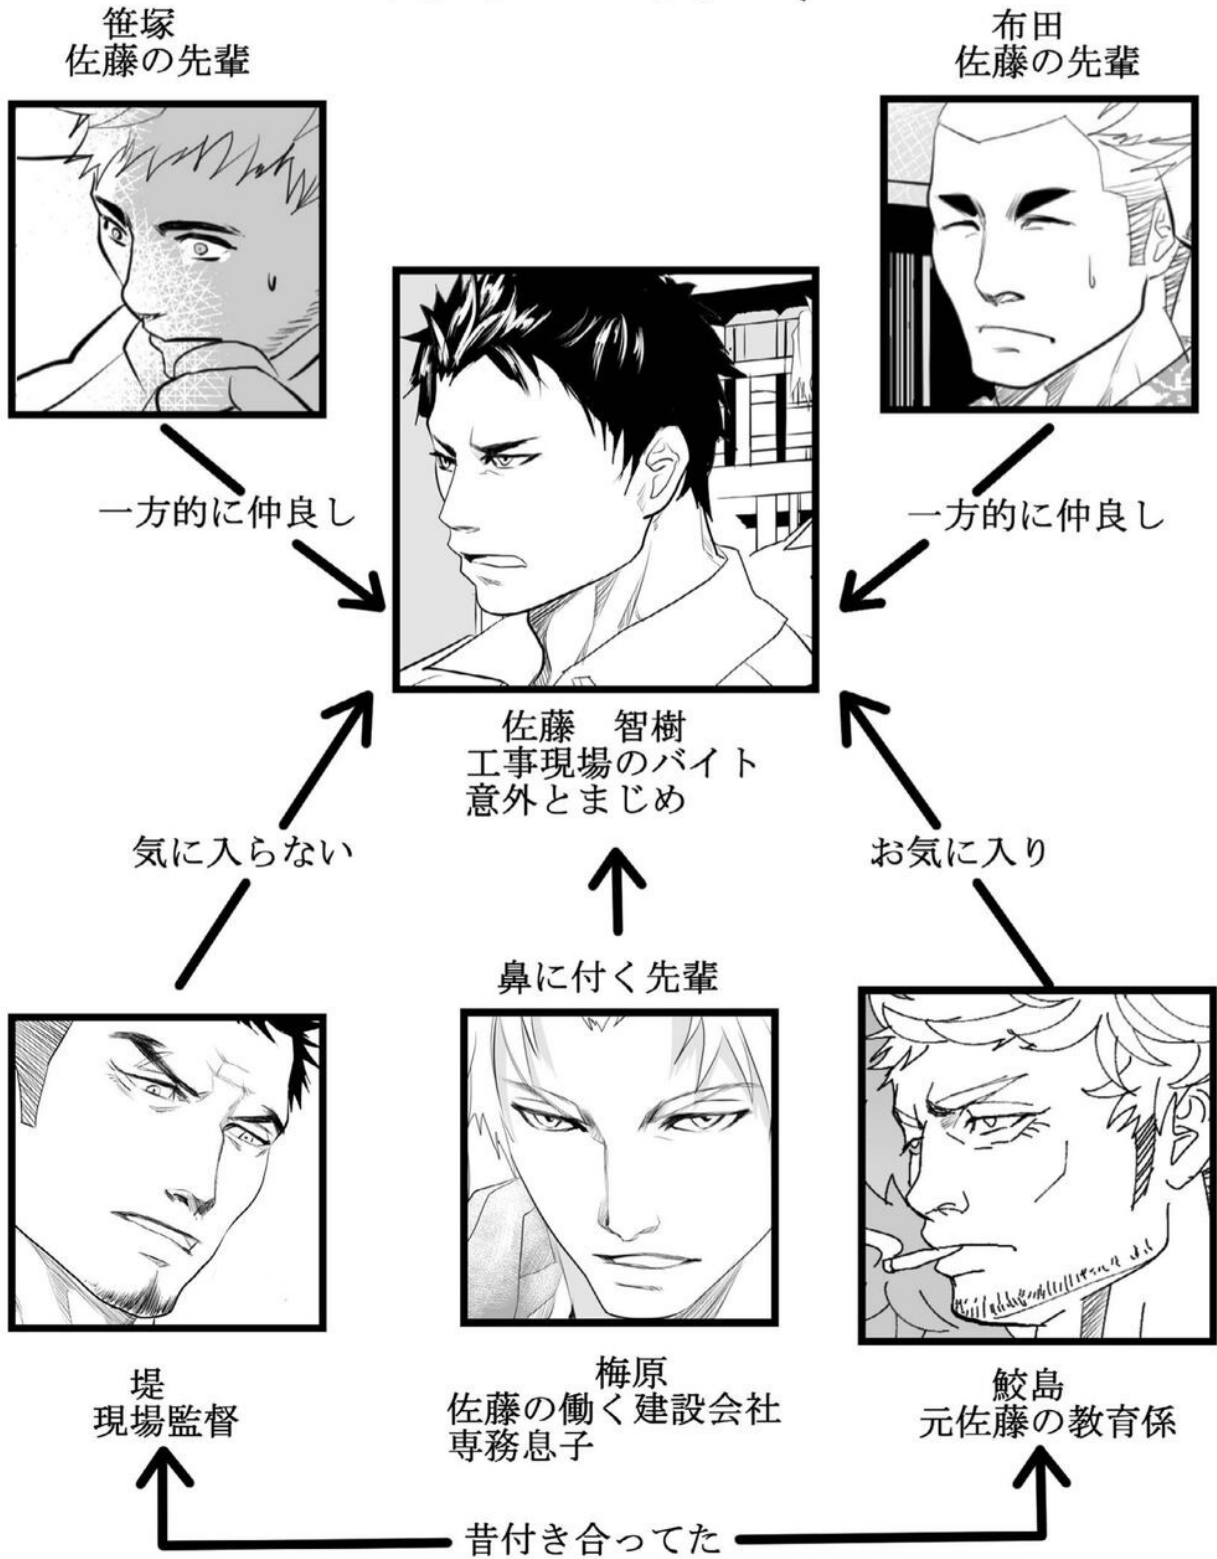 笹塚
佐藤の先輩
布田
佐藤の先輩
一方的に仲良し
一方的に仲良し
佐藤　智樹
工事現場のバイト
意外とまじめ
気に入らない
お気に入り
鼻に付く先輩
堤
現場監督
梅原
佐藤の働く建設会社
専務息子
鮫島
元佐藤の教育係
昔付き合ってた